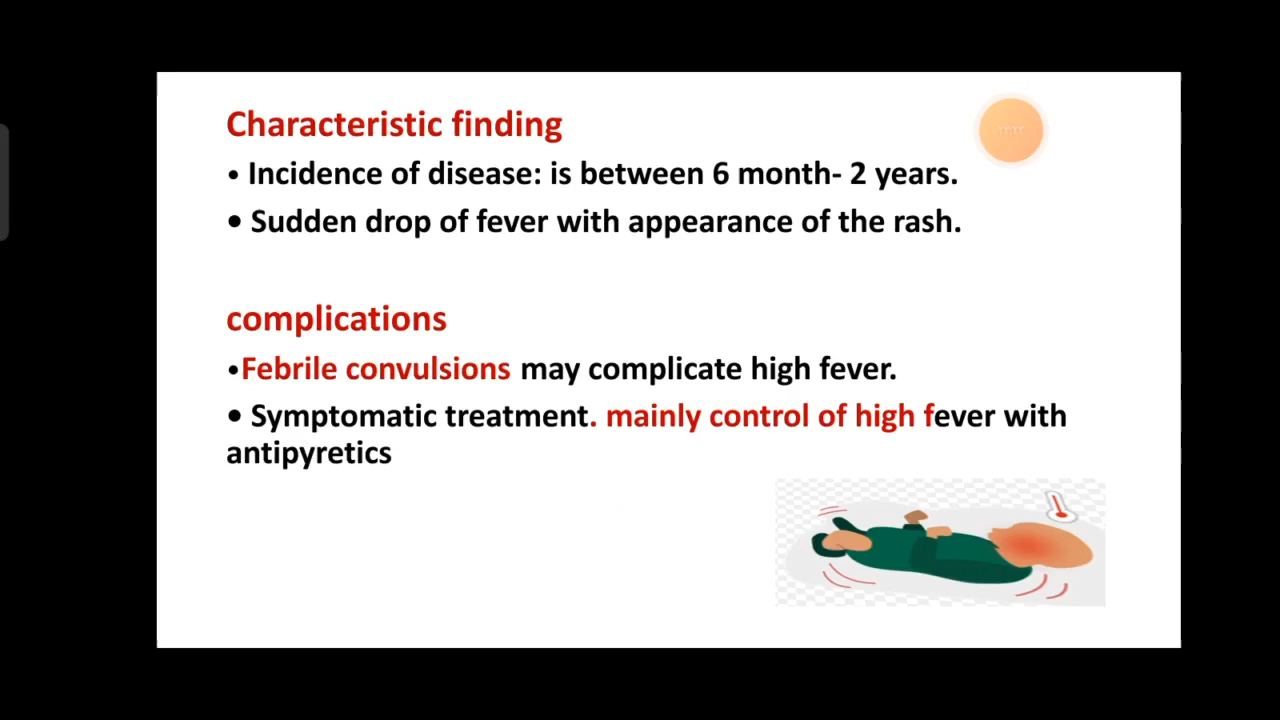 Characteristic finding
• Incidence of disease: is between 6 month- 2 years.
• Sudden drop of fever with appearance of the rash.
complications
•Febrile convulsions may complicate high fever.
• Symptomatic treatment. mainly control of high fever with
antipyretics